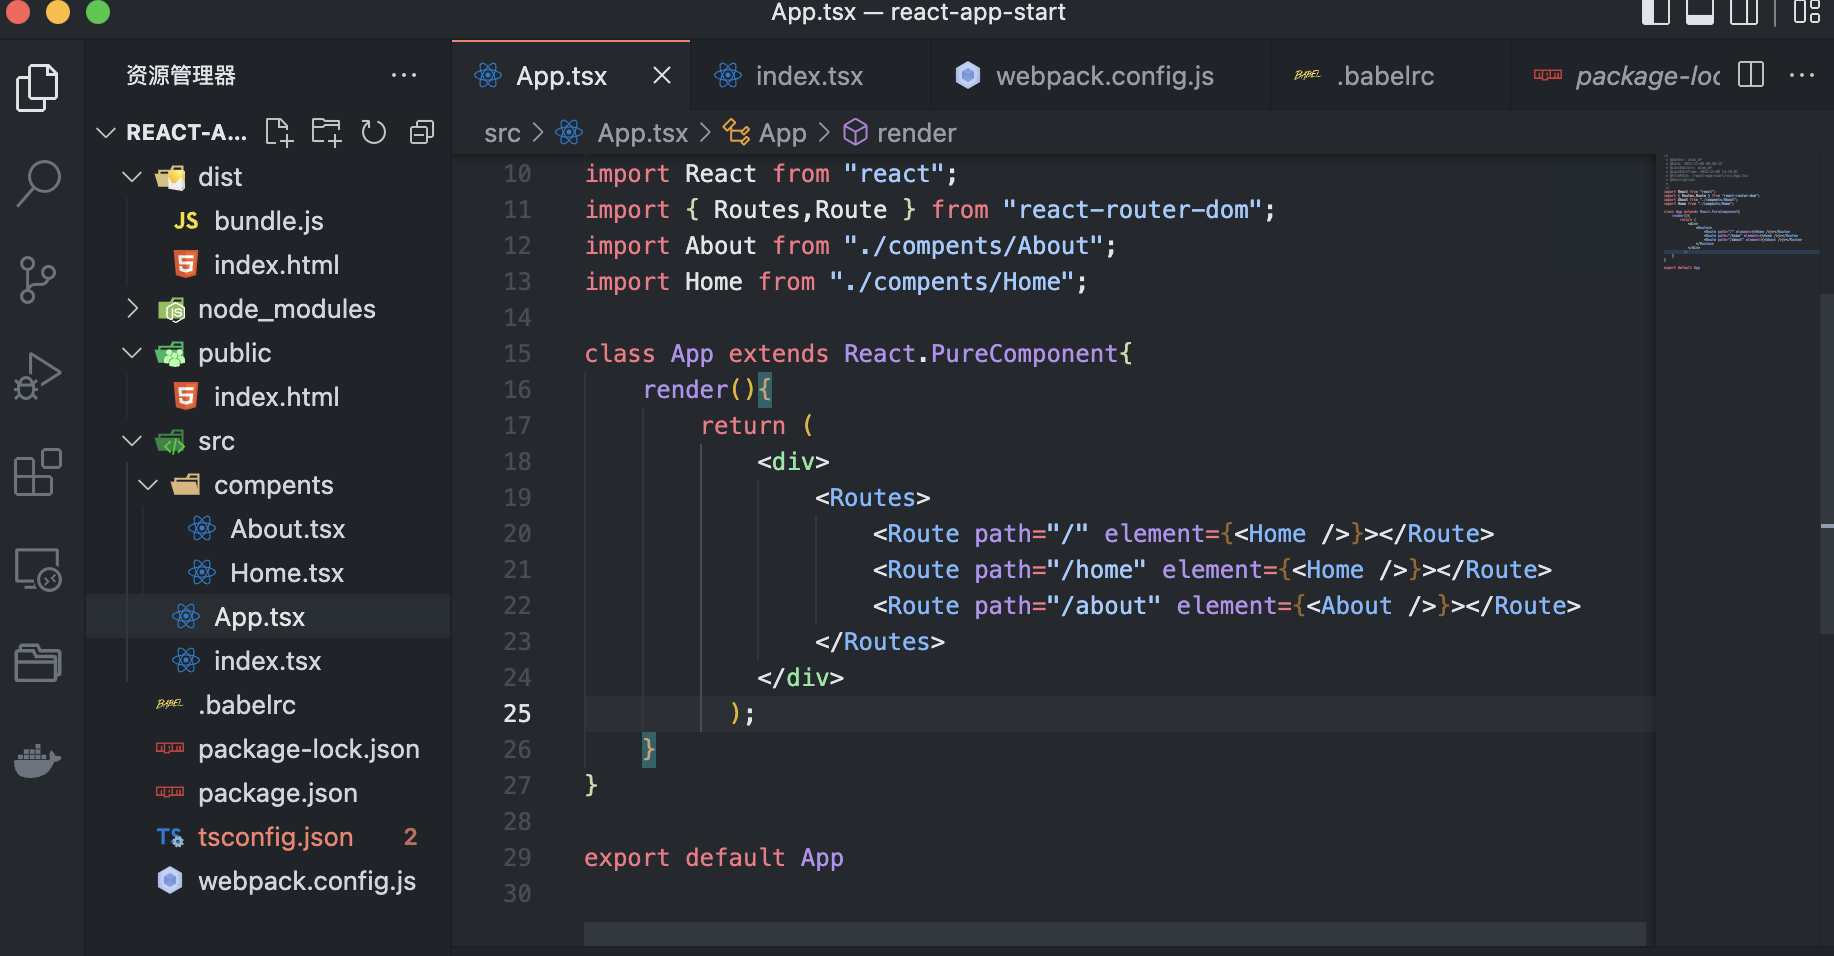 App.tsx — react-app-start
资源管理器
REACT-A...
dist
JS bundle.js
index.html
node_modules
public
index.html
src
compents
About.tsx
Home.tsx
App.tsx
index.tsx
BABEL .babelrc
package-lock.json
package.json
TS tsconfig.json 2
webpack.config.js
App.tsx index.tsx webpack.config.js BABEL .babelrc package-loc
src > App.tsx > App > render
10 import React from "react";
11 import { Routes,Route } from "react-router-dom";
12 import About from "./compents/About";
13 import Home from "./compents/Home";
14
15 class App extends React.PureComponent{
16 render(){
17 return (
18 <div>
19 <Routes>
20 <Route path="/" element={<Home />}></Route>
21 <Route path="/home" element={<Home />}></Route>
22 <Route path="/about" element={<About />}></Route>
23 </Routes>
24 </div>
25 );
26 }
27 }
28
29 export default App
30